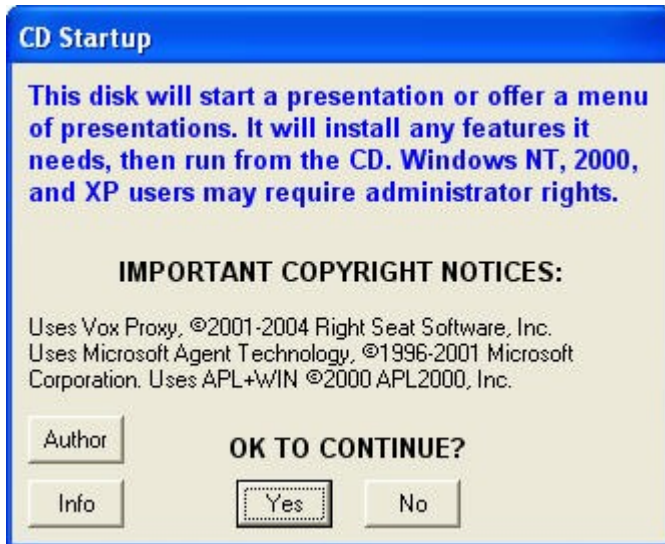 CD Startup
This disk will start a presentation or offer a menu
of presentations. It will install any features it
needs, then run from the CD. Windows NT, 2000,
and XP users may require administrator rights.
IMPORTANT COPYRIGHT NOTICES:
Uses Vox Proxy, ©2001-2004 Right Seat Software, Inc.
Uses Microsoft Agent Technology, ©1996-2001 Microsoft
Corporation. Uses APL+WIN ©2000 APL2000, Inc.
Author
OK TO CONTINUE?
Info
Yes
No